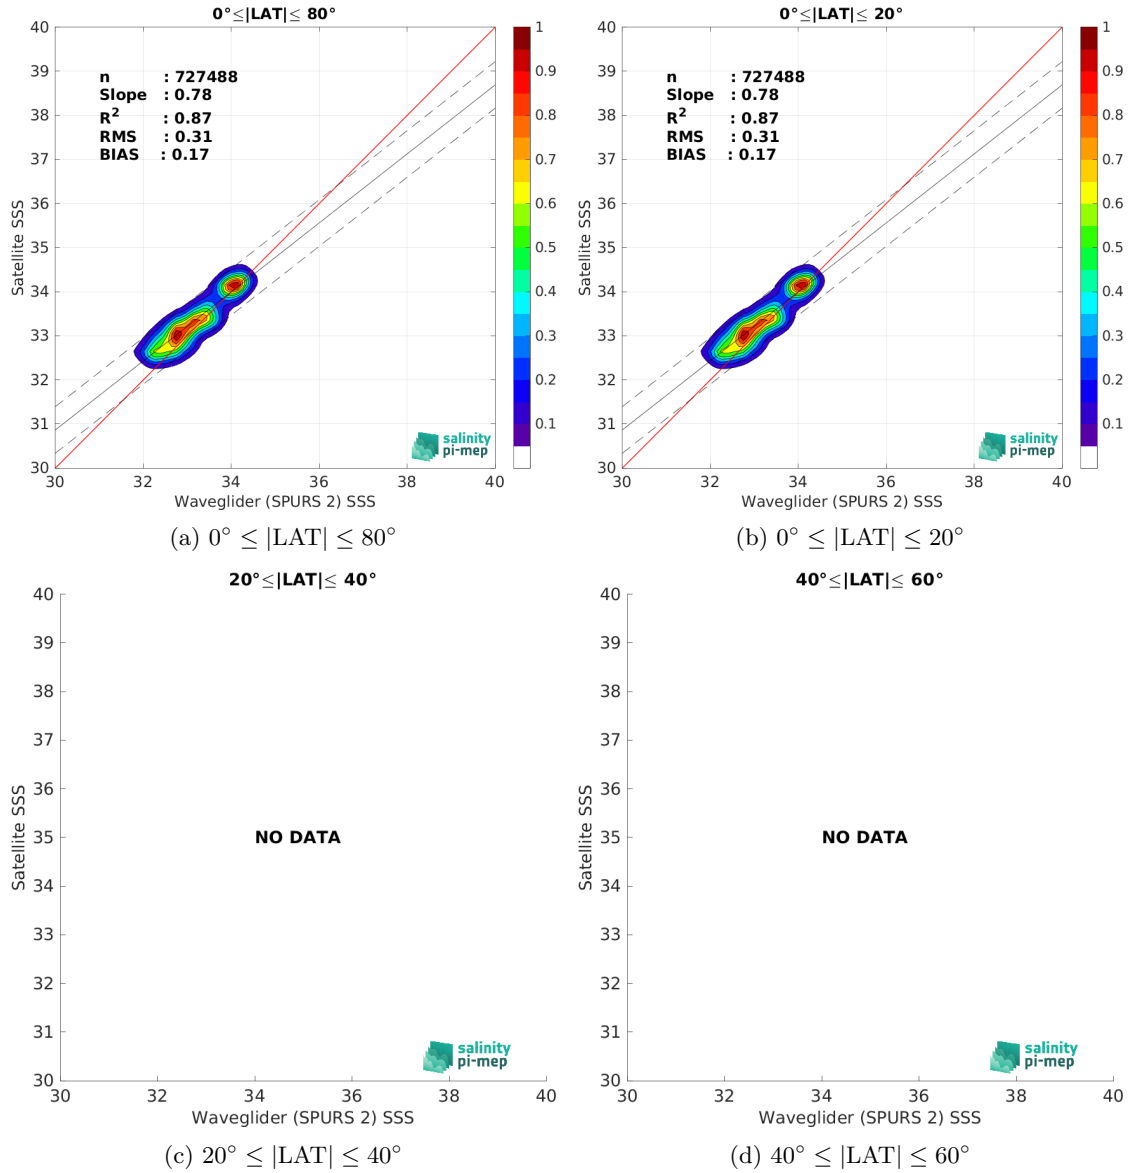 0°≤|LAT|≤ 80°
40
39
38
37
36
35
34
33
32
31
30
Satellite SSS
n : 727488
Slope : 0.78
R2 : 0.87
RMS : 0.31
BIAS : 0.17
salinity
pi-mep
30 32 34 36 38 40
Waveglider (SPURS 2) SSS
1
0.9
0.8
0.7
0.6
0.5
0.4
0.3
0.2
0.1
(a) 0° ≤ |LAT| ≤ 80°
0°≤|LAT|≤ 20°
40
39
38
37
36
35
34
33
32
31
30
Satellite SSS
n : 727488
Slope : 0.78
R2 : 0.87
RMS : 0.31
BIAS : 0.17
salinity
pi-mep
30 32 34 36 38 40
Waveglider (SPURS 2) SSS
1
0.9
0.8
0.7
0.6
0.5
0.4
0.3
0.2
0.1
(b) 0° ≤ |LAT| ≤ 20°
20°≤|LAT|≤ 40°
40
39
38
37
36
35
34
33
32
31
30
Satellite SSS
NO DATA
salinity
pi-mep
30 32 34 36 38 40
Waveglider (SPURS 2) SSS
(c) 20° ≤ |LAT| ≤ 40°
40°≤|LAT|≤ 60°
40
39
38
37
36
35
34
33
32
31
30
Satellite SSS
NO DATA
salinity
pi-mep
30 32 34 36 38 40
Waveglider (SPURS 2) SSS
(d) 40° ≤ |LAT| ≤ 60°